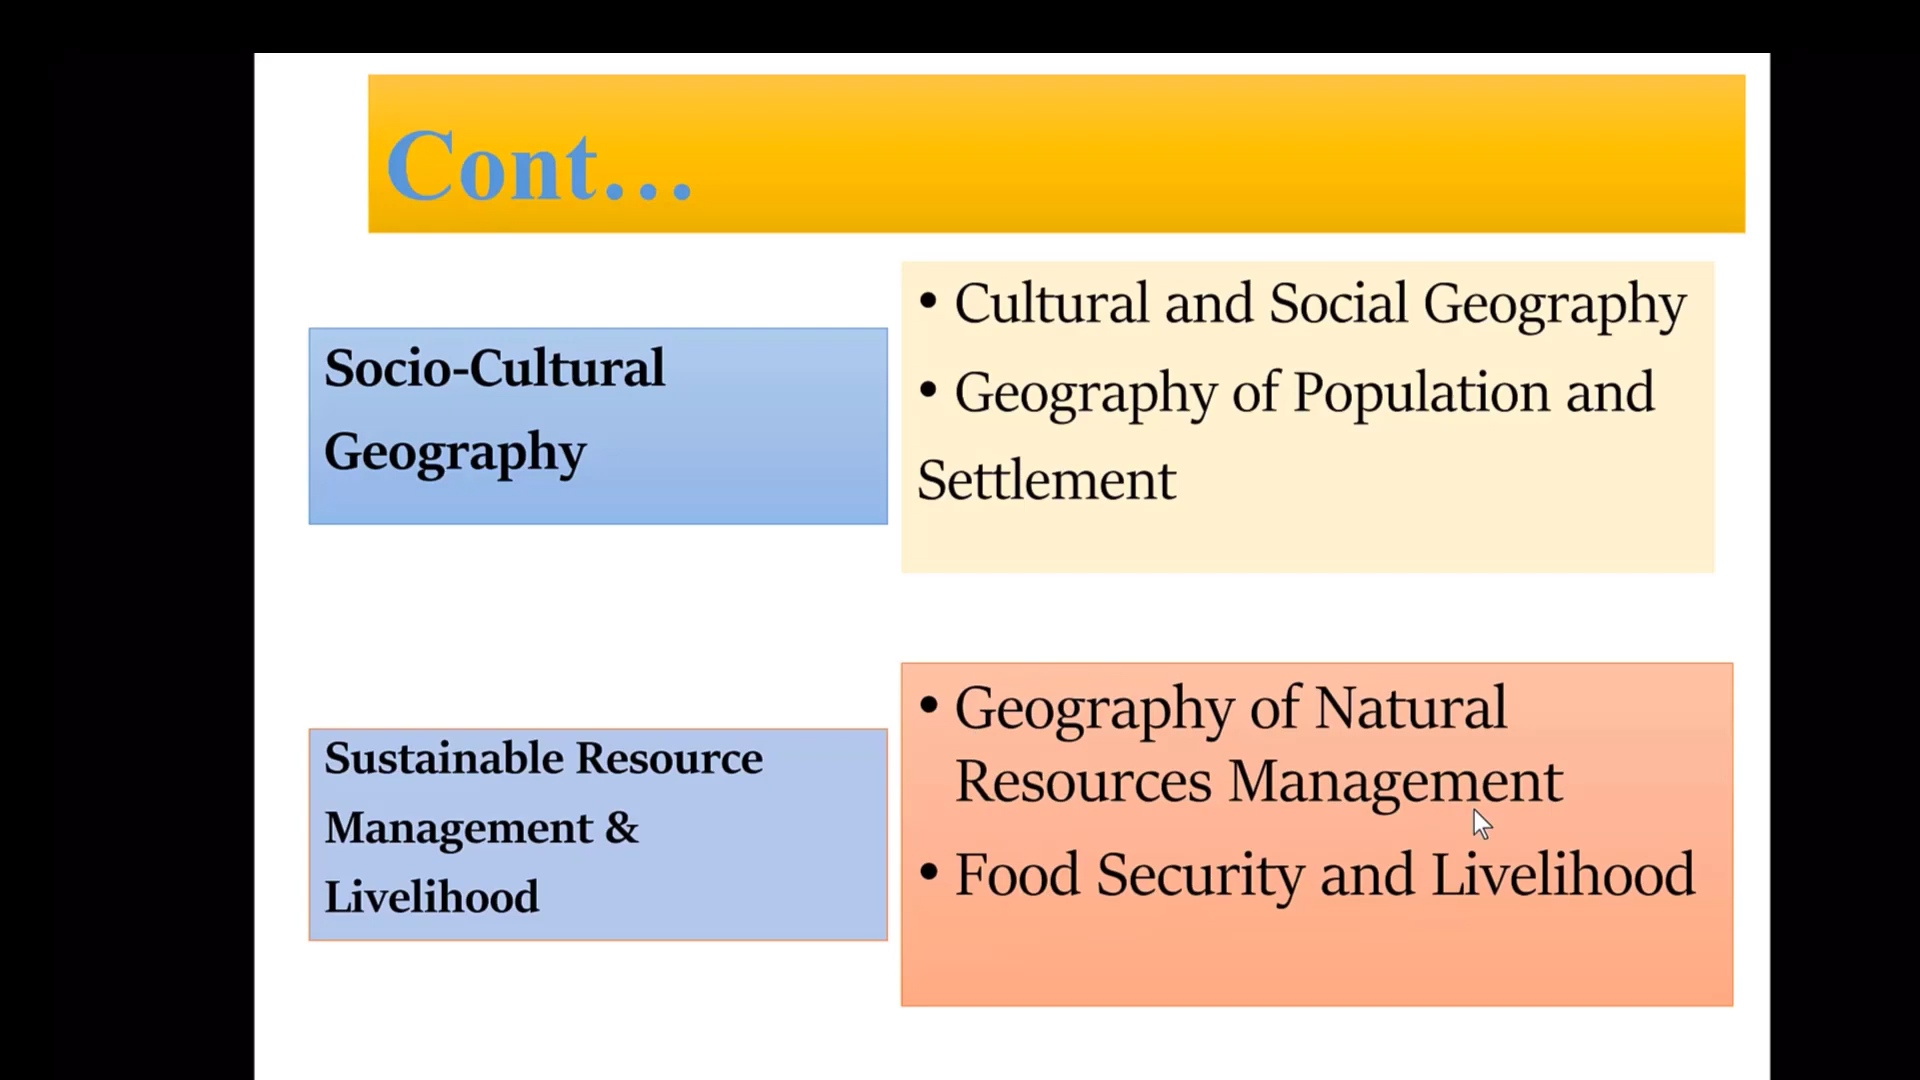 Cont...
Socio-Cultural
Geography
• Cultural and Social Geography
• Geography of Population and
Settlement
Sustainable Resource
Management &
Livelihood
• Geography of Natural
Resources Management
• Food Security and Livelihood